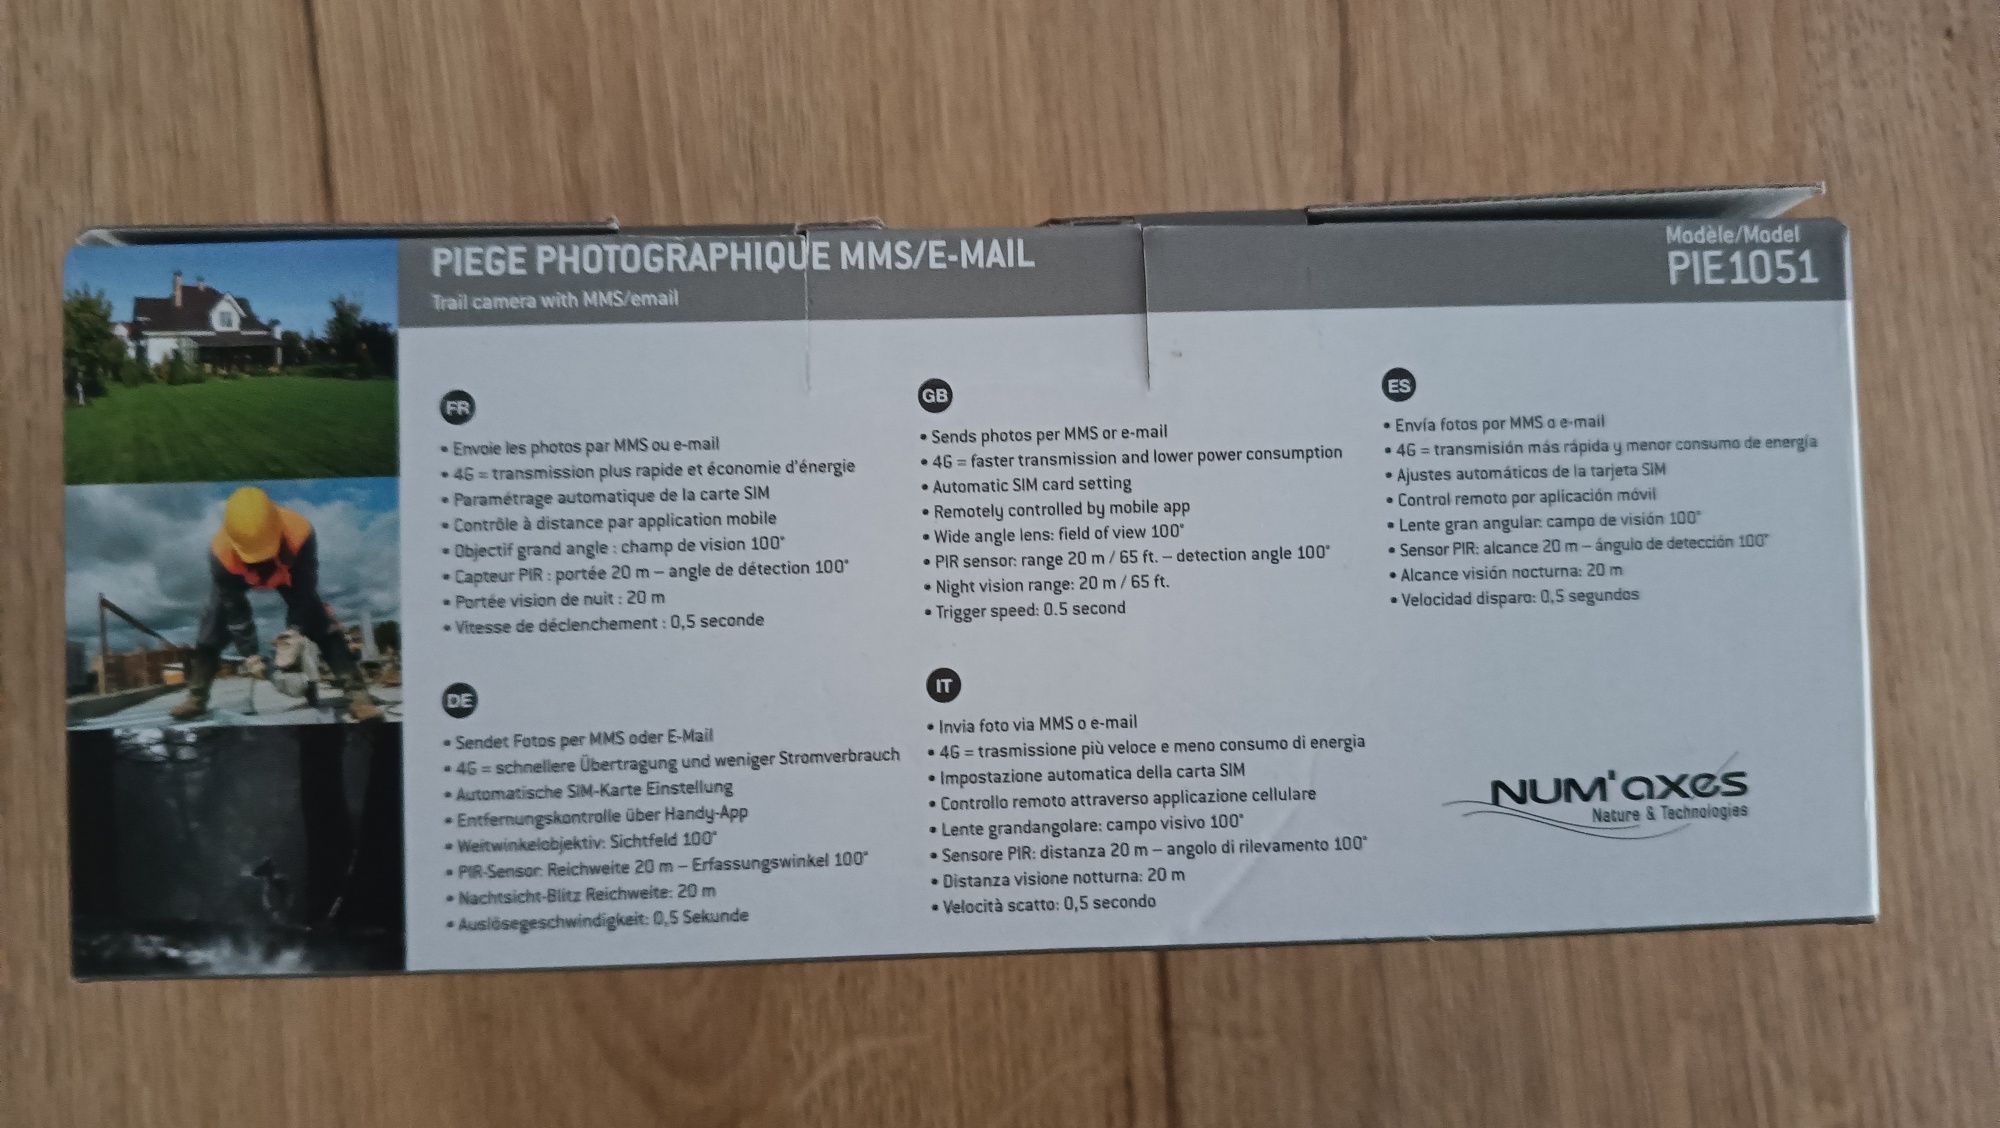 PIEGE PHOTOGRAPHIQUE MMS/E-MAIL
Trail camera with MMS/email
Modèle/Model
PIE1051
FR
• Envoie les photos par MMS ou e-mail
• 4G = transmission plus rapide et économie d'énergie
• Paramétrage automatique de la carte SIM
• Contrôle à distance par application mobile
• Objectif grand angle : champ de vision 100°
• Capteur PIR : portée 20 m – angle de détection 100°
• Portée vision de nuit : 20 m
• Vitesse de déclenchement : 0,5 seconde
GB
• Sends photos per MMS or e-mail
• 4G = faster transmission and lower power consumption
• Automatic SIM card setting
• Remotely controlled by mobile app
• Wide angle lens: field of view 100°
• PIR sensor: range 20 m / 65 ft. – detection angle 100°
• Night vision range: 20 m / 65 ft.
• Trigger speed: 0.5 second
ES
• Envía fotos por MMS o e-mail
• 4G = transmisión más rápida y menor consumo de energía
• Ajustes automáticos de la tarjeta SIM
• Control remoto por aplicación móvil
• Lente gran angular: campo de visión 100°
• Sensor PIR: alcance 20 m – ángulo de detección 100°
• Alcance visión nocturna: 20 m
• Velocidad disparo: 0,5 segundos
DE
• Sendet Fotos per MMS oder E-Mail
• 4G = schnellere Übertragung und weniger Stromverbrauch
• Automatische SIM-Karte Einstellung
• Entfernungskontrolle über Handy-App
• Weitwinkelobjektiv: Sichtfeld 100°
• PIR-Sensor: Reichweite 20 m – Erfassungswinkel 100°
• Nachtsicht-Blitz Reichweite: 20 m
• Auslösegeschwindigkeit: 0,5 Sekunde
IT
• Invia foto via MMS o e-mail
• 4G = trasmissione più veloce e meno consumo di energia
• Impostazione automatica della carta SIM
• Controllo remoto attraverso applicazione cellulare
• Lente grandangolare: campo visivo 100°
• Sensore PIR: distanza 20 m – angolo di rilevamento 100°
• Distanza visione notturna: 20 m
• Velocità scatto: 0,5 secondo
NUM'axes
Nature & Technologies